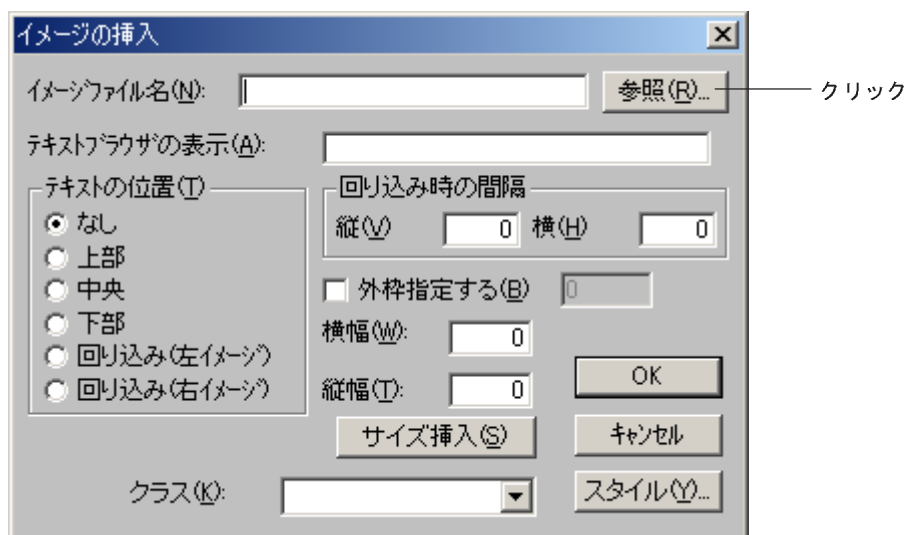 イメージの挿入
イメージファイル名(N):
参照(R)...
クリック
テキストブラウザの表示(A):
テキストの位置(T)
なし
上部
中央
下部
回り込み(左イメージ)
回り込み(右イメージ)
回り込み時の間隔
縦(V) 0 横(H) 0
外枠指定する(B) 0
横幅(W): 0
縦幅(T): 0
サイズ挿入(S)
OK
キャンセル
クラス(K):
スタイル(Y)...